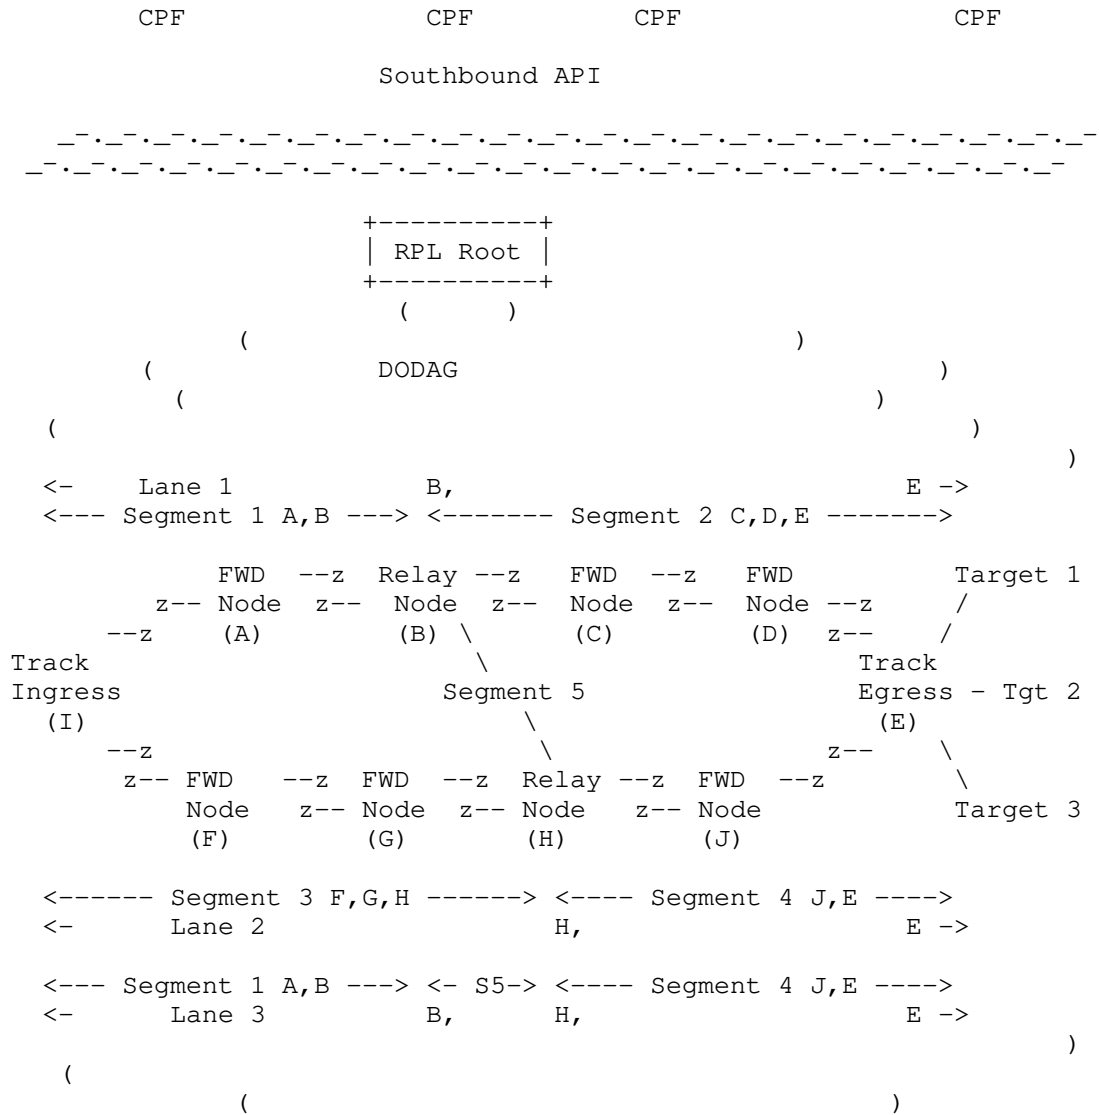 CPF CPF CPF CPF
Southbound API
_-._-._-._-._-._-._-._-._-._-._-._-._-._-._-._-._-._-._-._-._-._-
_-._-._-._-._-._-._-._-._-._-._-._-._-._-._-._-._-._-._-._-._-._-
+----------+
| RPL Root |
+----------+
( )
( )
( DODAG )
( )
( )
)
<- Lane 1 B, E ->
<--- Segment 1 A,B ---> <------- Segment 2 C,D,E ------->
FWD --z Relay --z FWD --z FWD Target 1
z-- Node z-- Node z-- Node z-- Node --z /
--z (A) (B) \ (C) (D) z-- /
Track \ Track
Ingress Segment 5 Egress - Tgt 2
(I) \ (E)
--z \ z-- \
z-- FWD --z FWD --z Relay --z FWD --z \
Node z-- Node z-- Node z-- Node Target 3
(F) (G) (H) (J)
<------ Segment 3 F,G,H ------> <---- Segment 4 J,E ---->
<- Lane 2 H, E ->
<--- Segment 1 A,B ---> <- S5-> <---- Segment 4 J,E ---->
<- Lane 3 B, H, E ->
)
(
( )